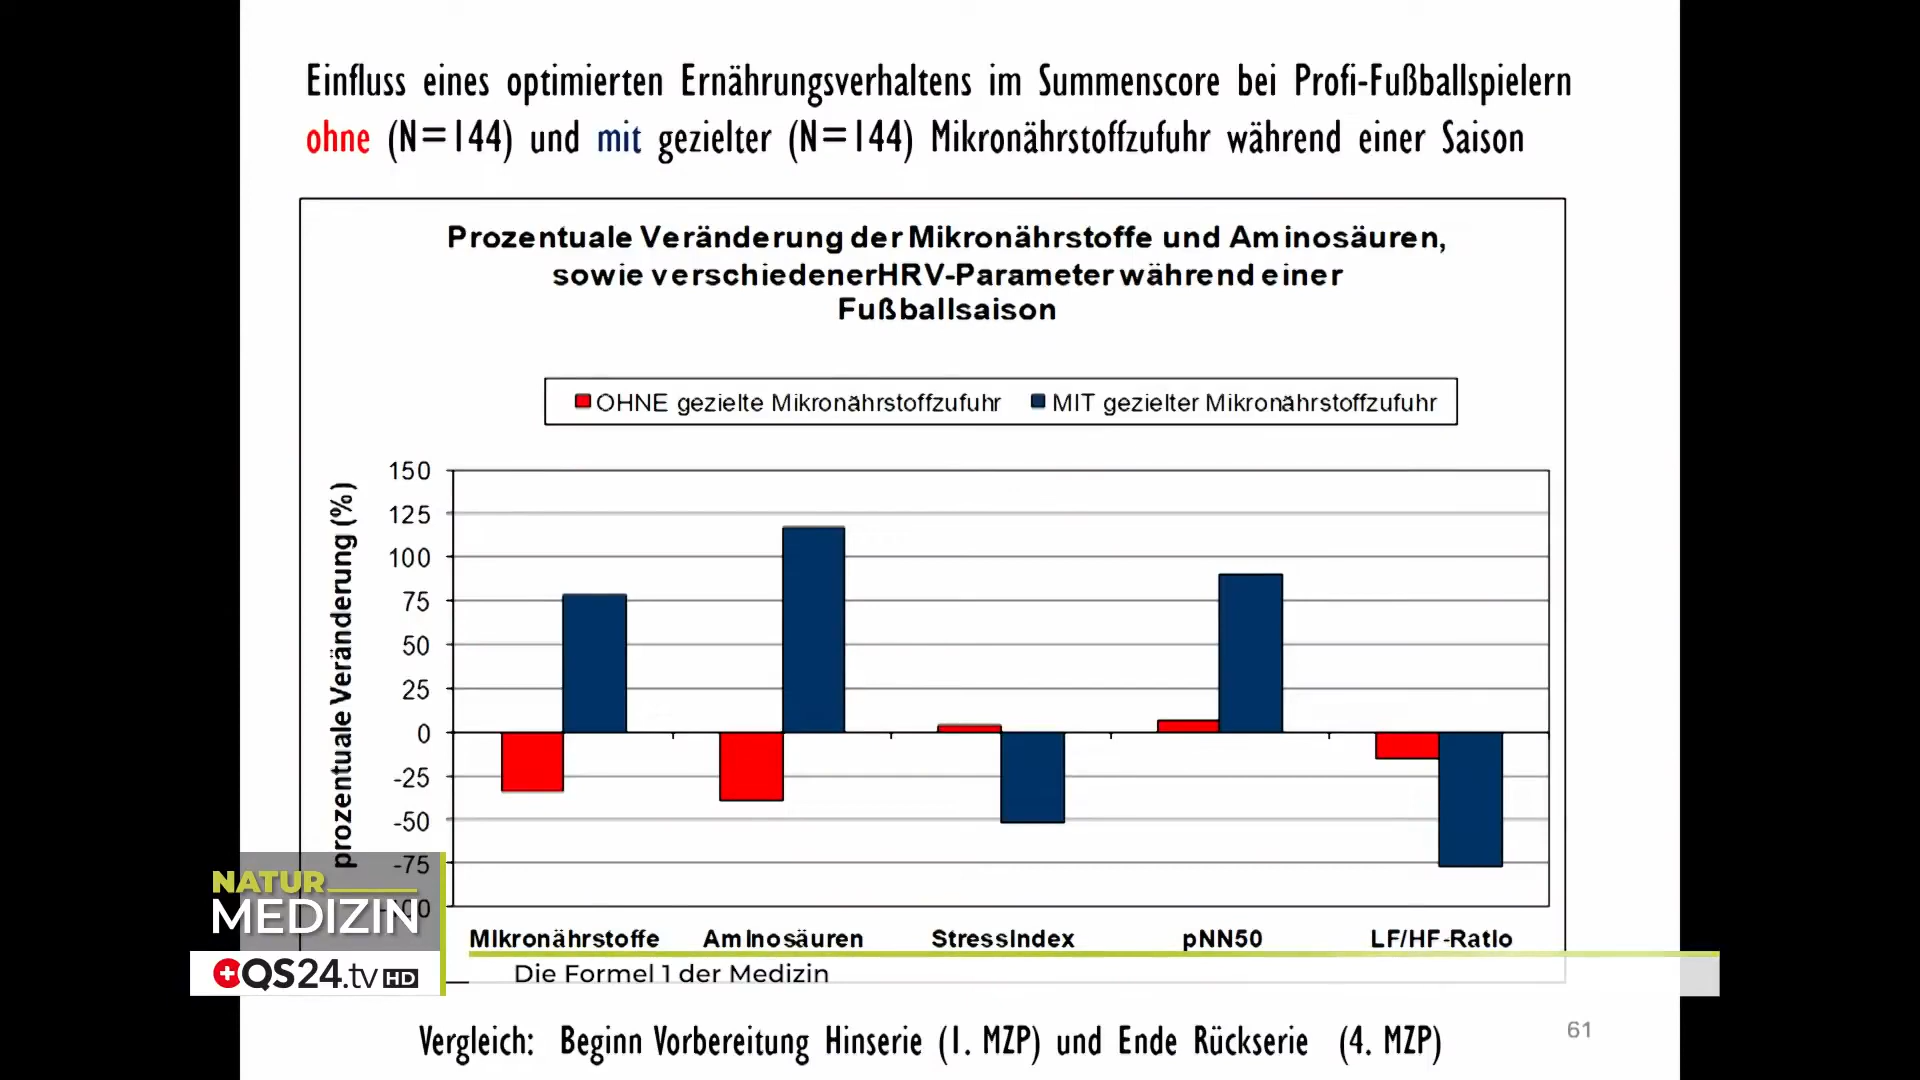 Einfluss eines optimierten Ernährungsverhaltens im Summenscore bei Profi-Fußballspielern
ohne (N=144) und mit gezielter (N=144) Mikronährstoffzufuhr während einer Saison
Prozentuale Veränderung der Mikronährstoffe und Aminosäuren,
sowie verschiedenerHRV-Parameter während einer
Fußballsaison
OHNE gezielte Mikronährstoffzufuhr MIT gezielter Mikronährstoffzufuhr
prozentuale Veränderung (%)
150
125
100
75
50
25
0
-25
-50
-75
-100
Mikronährstoffe Aminosäuren StressIndex pNN50 LF/HF-Ratio
NATUR
MEDIZIN
QS24.tv HD
Die Formel 1 der Medizin
Vergleich: Beginn Vorbereitung Hinserie (1. MZP) und Ende Rückserie (4. MZP)
61